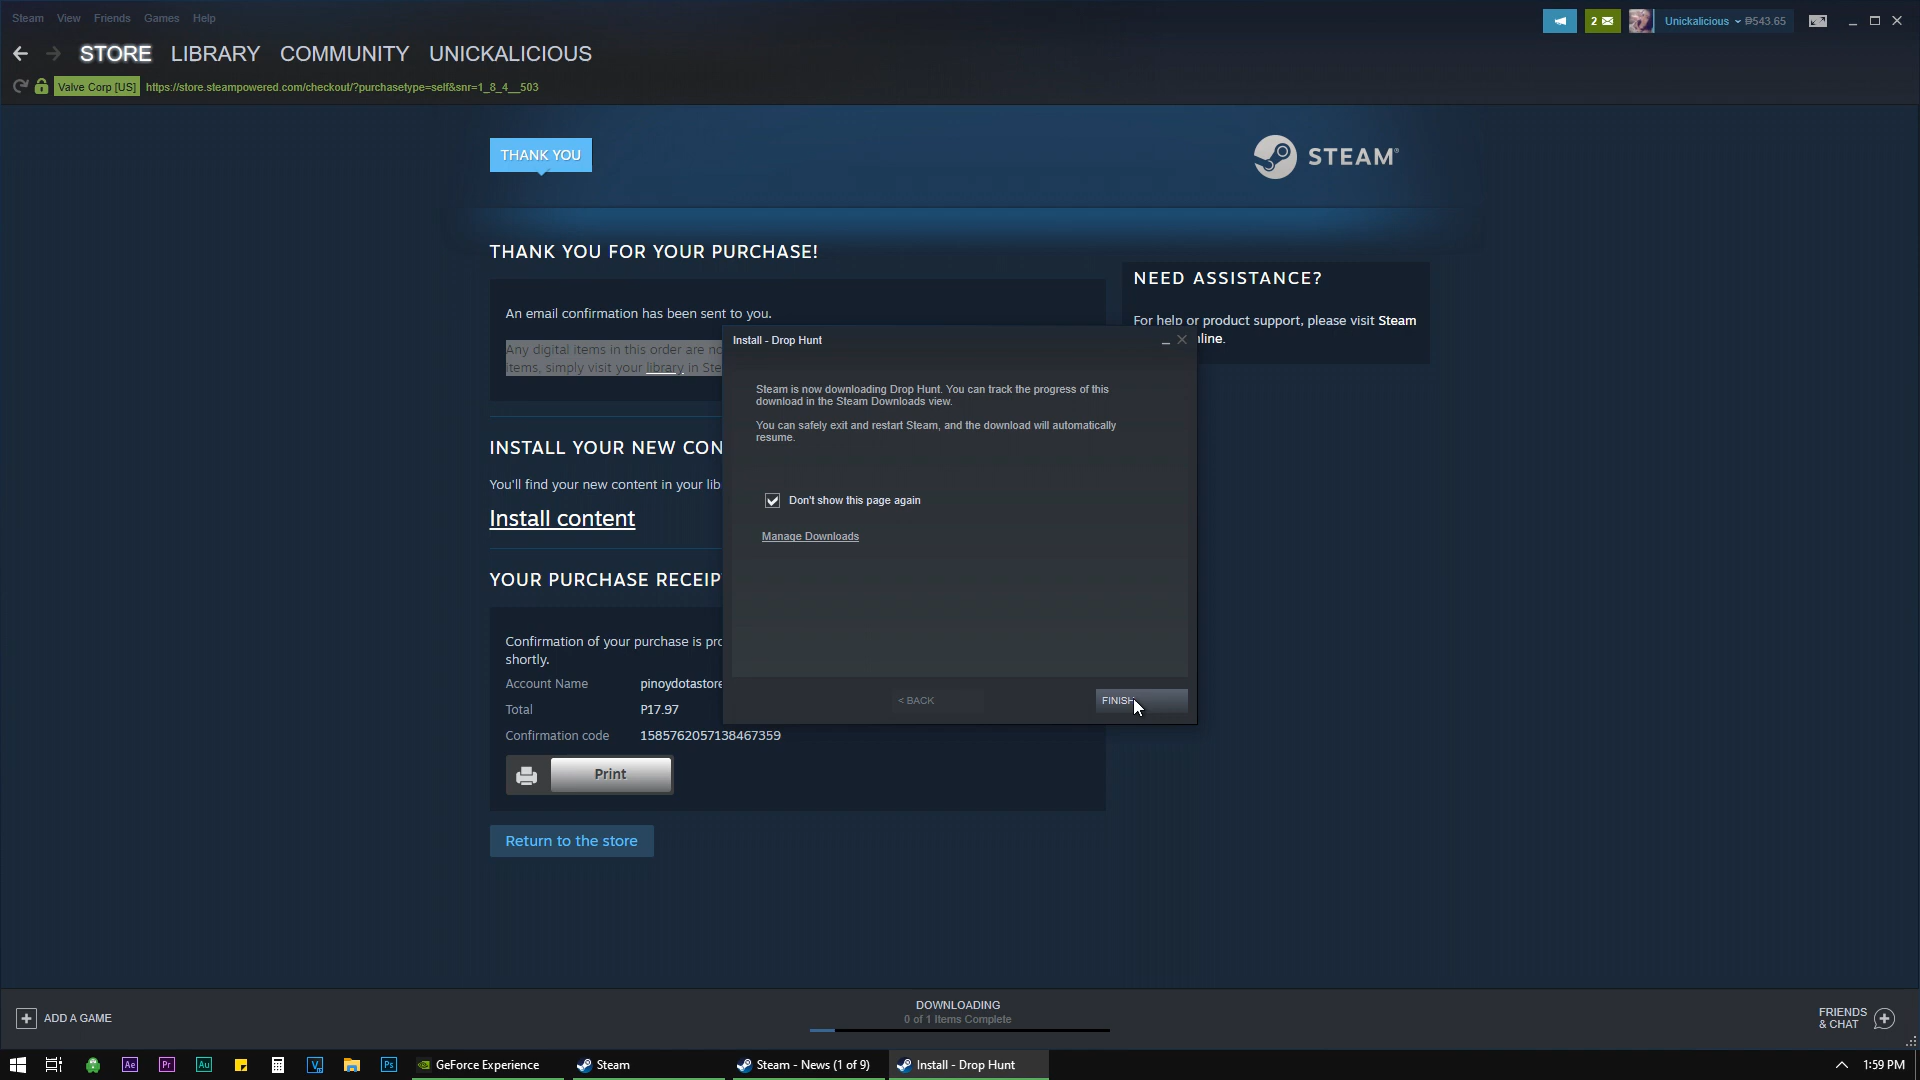 Steam View Friends Games Help
2 Unickalicious ₱543.65
STORE LIBRARY COMMUNITY UNICKALICIOUS
Valve Corp [US] https://store.steampowered.com/checkout/?purchasetype=self&snr=1_8_4__503
THANK YOU
STEAM®
THANK YOU FOR YOUR PURCHASE!
An email confirmation has been sent to you.
Any digital items in this order are
items, simply visit your library in
INSTALL YOUR NEW
You'll find your new content in your
Install content
YOUR PURCHASE
Confirmation of your purchase is
shortly.
Account Name pinoydotastore
Total P17.97
Confirmation code 1585762057138467359
Print
Return to the store
NEED ASSISTANCE?
For help or product support, please visit Steam
Install - Drop Hunt
Steam is now downloading Drop Hunt. You can track the progress of this
download in the Steam Downloads view.
You can safely exit and restart Steam, and the download will automatically
resume.
Don't show this page again
Manage Downloads
< BACK
FINISH
ADD A GAME
DOWNLOADING
0 of 1 Items Complete
FRIENDS
& CHAT
Ae Pr Au Ps GeForce Experience Steam Steam - News (1 of 9) Install - Drop Hunt 1:59 PM